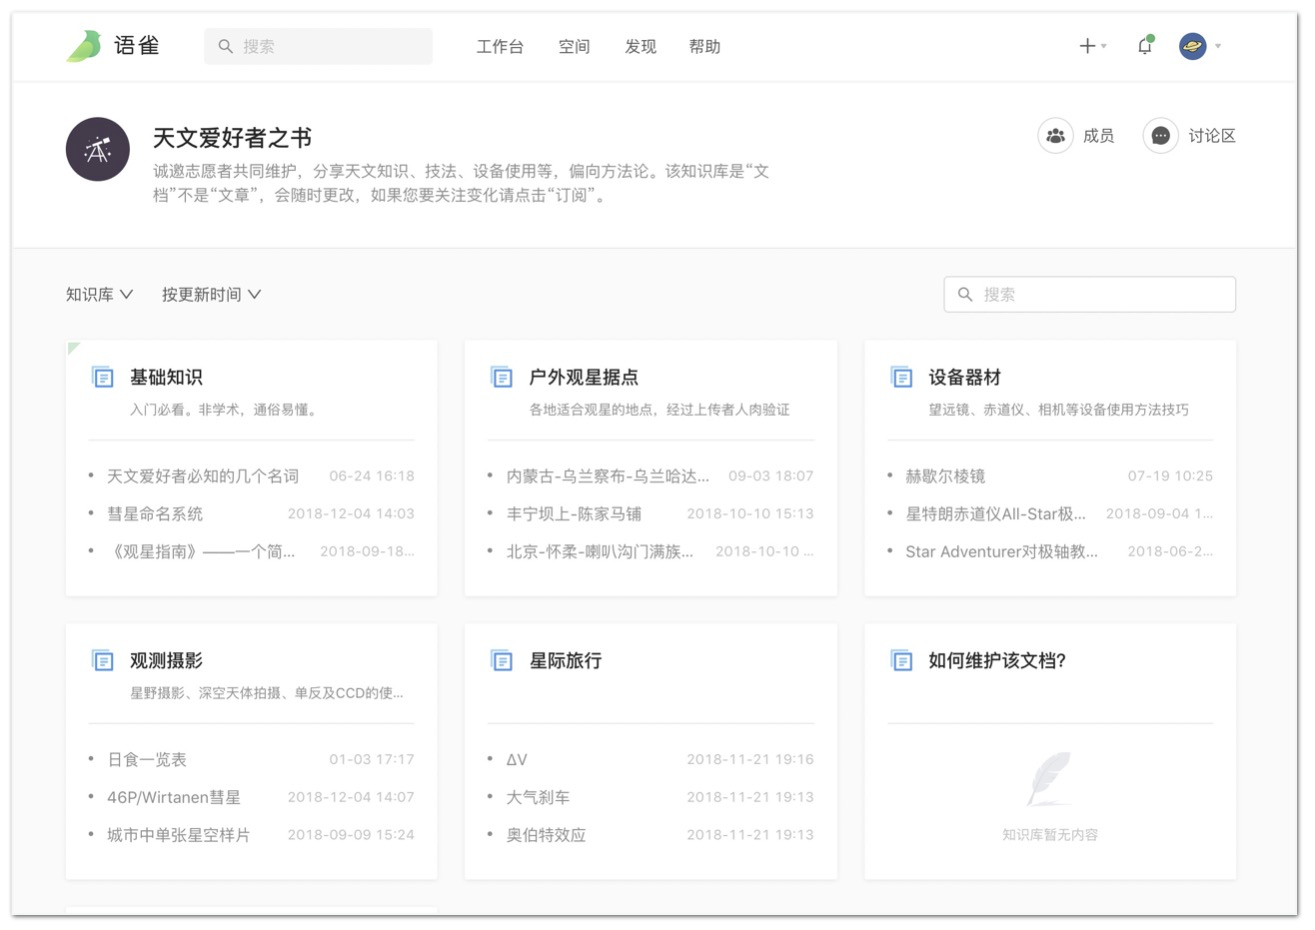 语雀
搜索
工作台
空间
发现
帮助
天文爱好者之书
诚邀志愿者共同维护，分享天文知识、技法、设备使用等，偏向方法论。该知识库是“文
档”不是“文章”，会随时更改，如果您要关注变化请点击“订阅”。
成员
讨论区
知识库
按更新时间
搜索
基础知识
入门必看。非学术，通俗易懂。
天文爱好者必知的几个名词 06-24 16:18
彗星命名系统 2018-12-04 14:03
《观星指南》——一个简... 2018-09-18...
户外观星据点
各地适合观星的地点，经过上传者人肉验证
内蒙古-乌兰察布-乌兰哈达... 09-03 18:07
丰宁坝上-陈家马铺 2018-10-10 15:13
北京-怀柔-喇叭沟门满族... 2018-10-10 ...
设备器材
望远镜、赤道仪、相机等设备使用方法技巧
赫歇尔棱镜 07-19 10:25
星特朗赤道仪All-Star极... 2018-09-04 1...
Star Adventurer对极轴教... 2018-06-2...
观测摄影
星野摄影、深空天体拍摄、单反及CCD的使...
日食一览表 01-03 17:17
46P/Wirtanen彗星 2018-12-04 14:07
城市中单张星空样片 2018-09-09 15:24
星际旅行
ΔV 2018-11-21 19:16
大气刹车 2018-11-21 19:13
奥伯特效应 2018-11-21 19:13
如何维护该文档?
知识库暂无内容